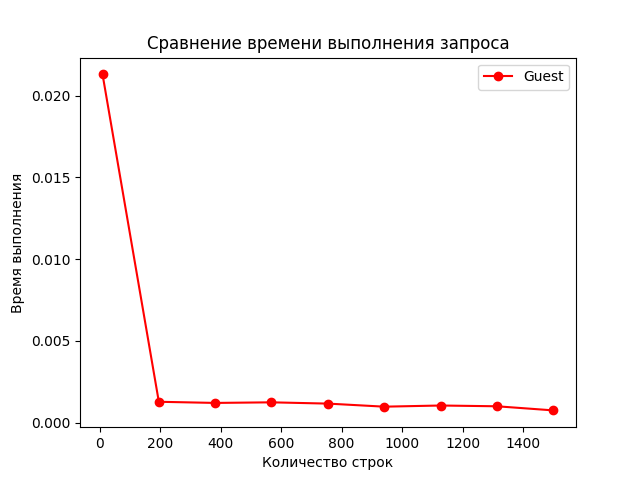 Сравнение времени выполнения запроса
Guest
0.020
0.015
0.010
0.005
0.000
Время выполнения
0 200 400 600 800 1000 1200 1400
Количество строк